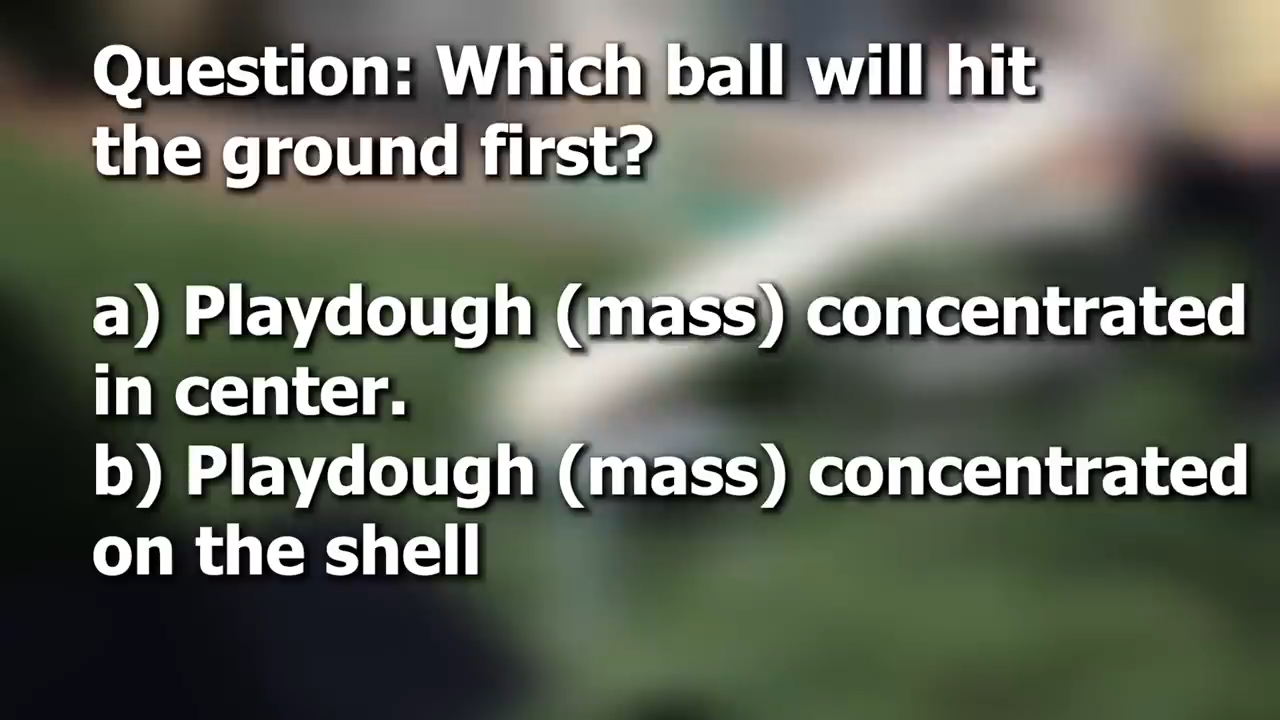 Question: Which ball will hit
the ground first?
a) Playdough (mass) concentrated
in center.
b) Playdough (mass) concentrated
on the shell